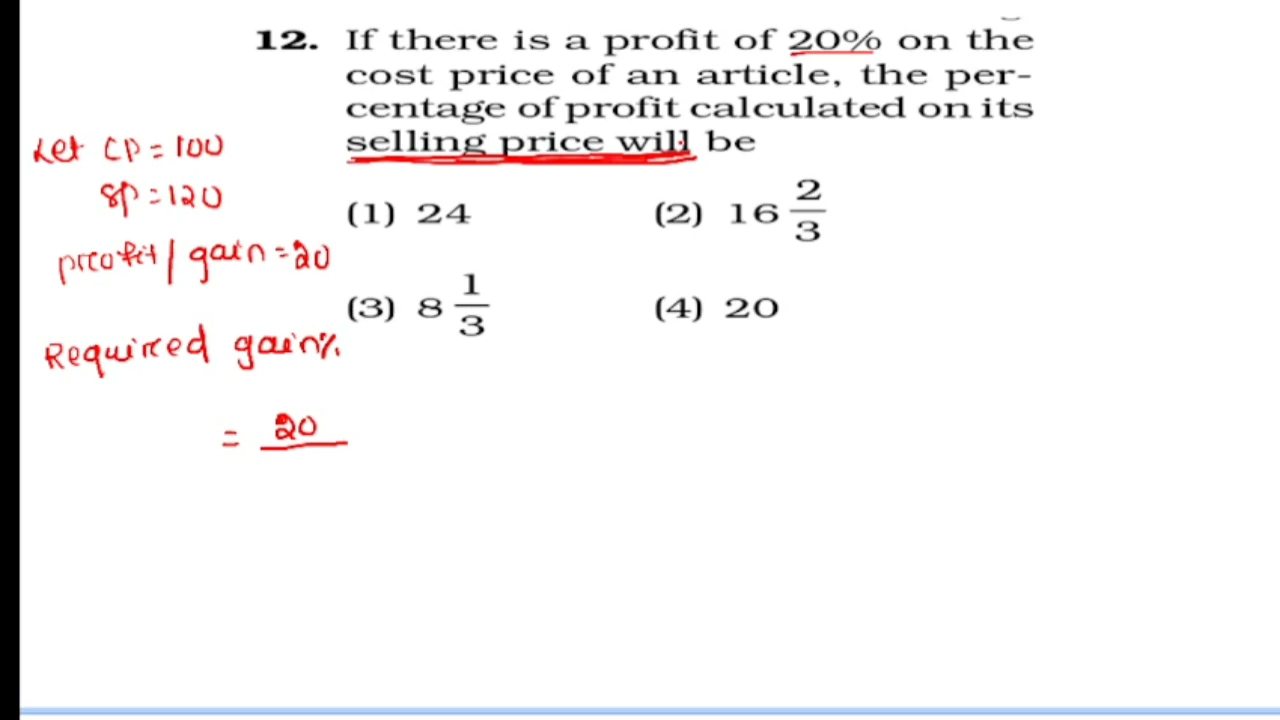 12. If there is a profit of 20% on the
cost price of an article, the per-
centage of profit calculated on its
selling price will be
(1) 24 (2) 16 2/3
(3) 8 1/3 (4) 20
Let CP = 100
SP = 120
profit / gain = 20
Required gain%
= 20